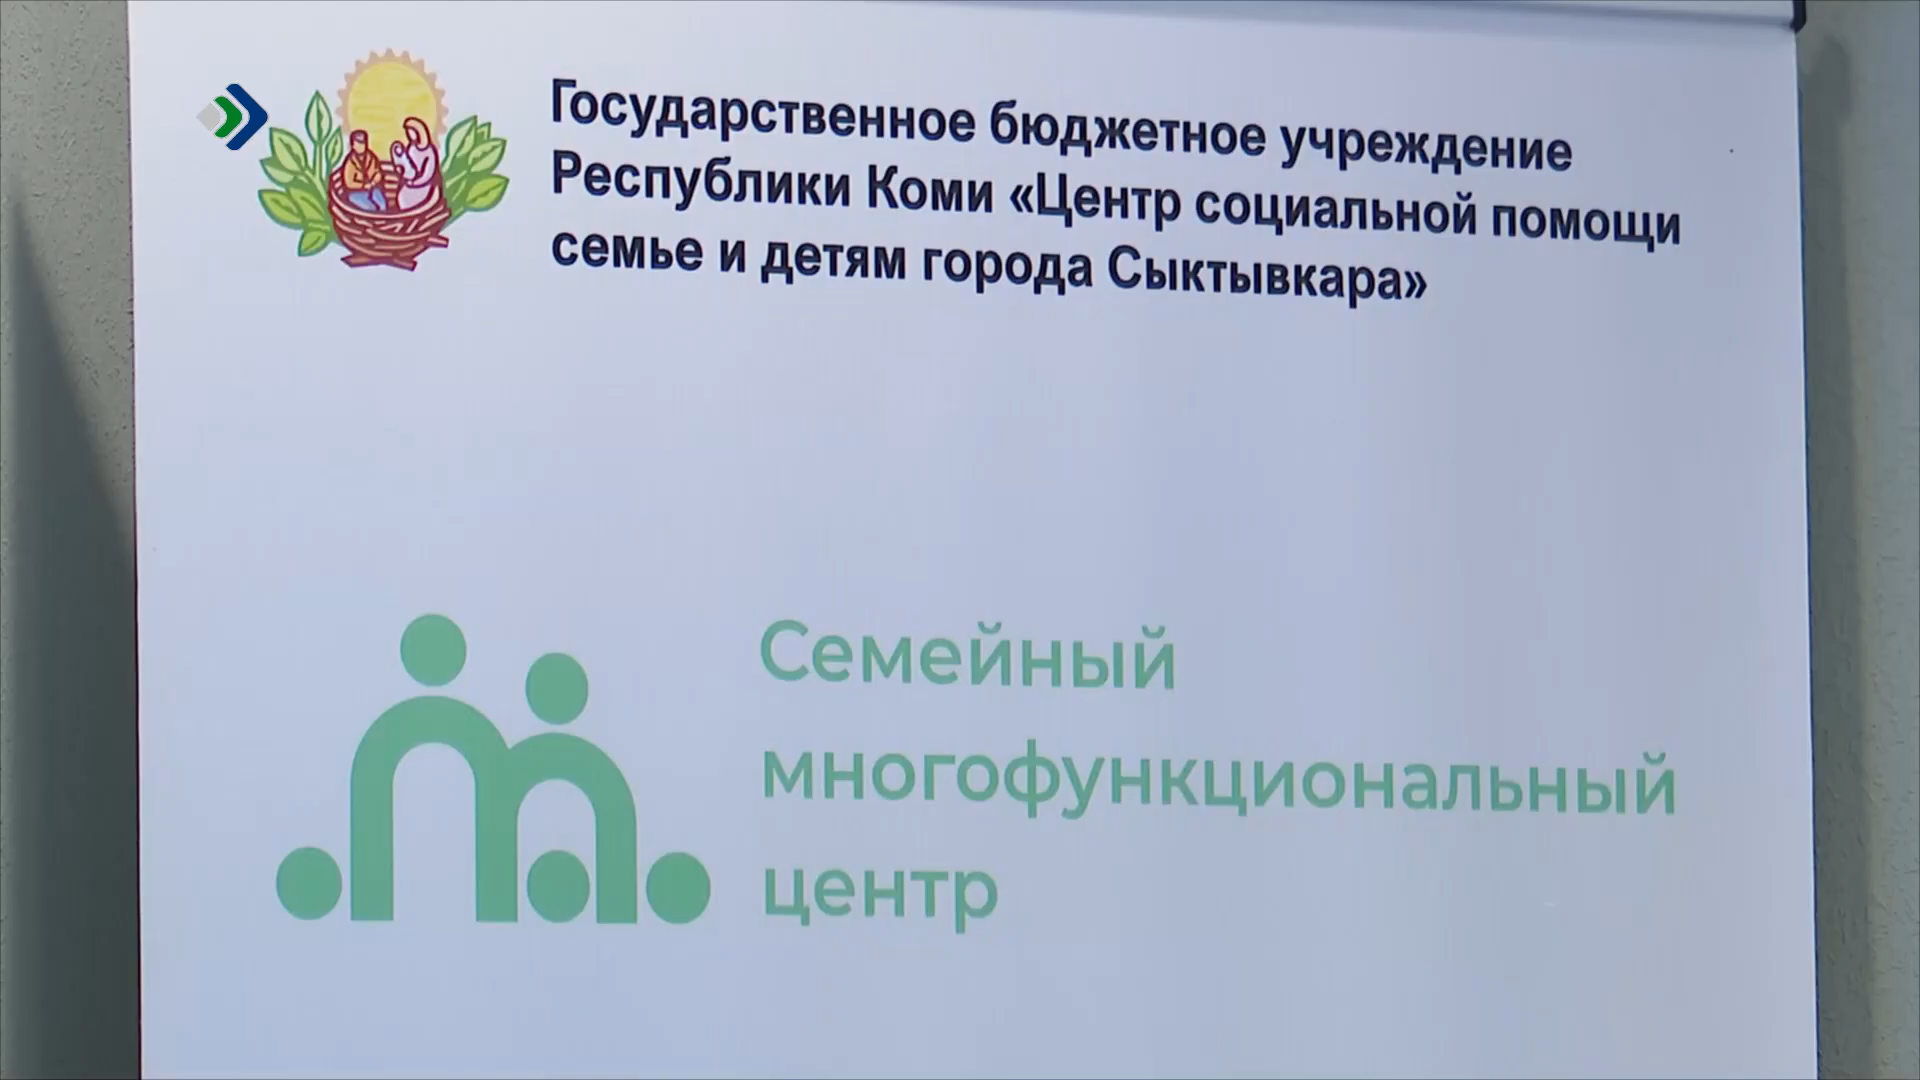 Государственное бюджетное учреждение
Республики Коми «Центр социальной помощи
семье и детям города Сыктывкара»
Семейный
многофункциональный
центр